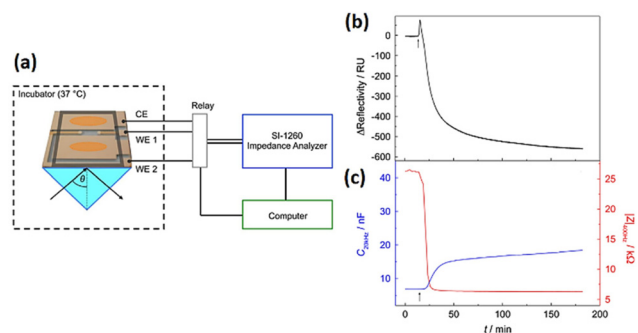 (a)
Incubator (37 °C)
CE
WE 1
WE 2
θ
Relay
SI-1260
Impedance Analyzer
Computer
(b)
ΔReflectivity / RU
0
-100
-200
-300
-400
-500
-600
(c)
C20kHz / nF
40
30
20
10
|Z|400Hz / kΩ
25
20
15
10
5
0
50
100
150
200
t / min